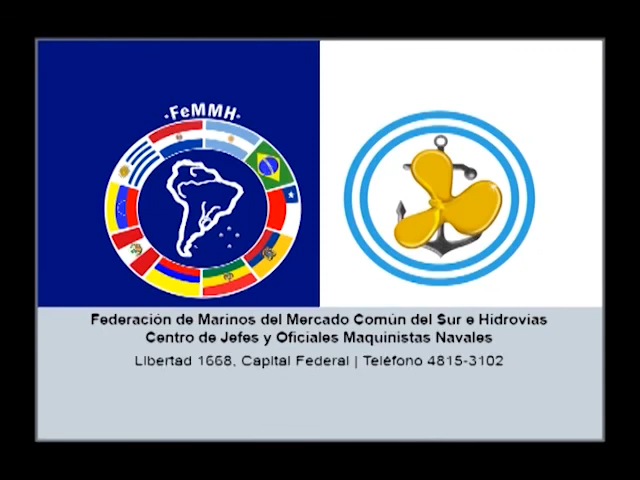 ·FeMMH·
Federación de Marinos del Mercado Común del Sur e Hidrovías
Centro de Jefes y Oficiales Maquinistas Navales
Libertad 1668, Capital Federal | Teléfono 4815-3102